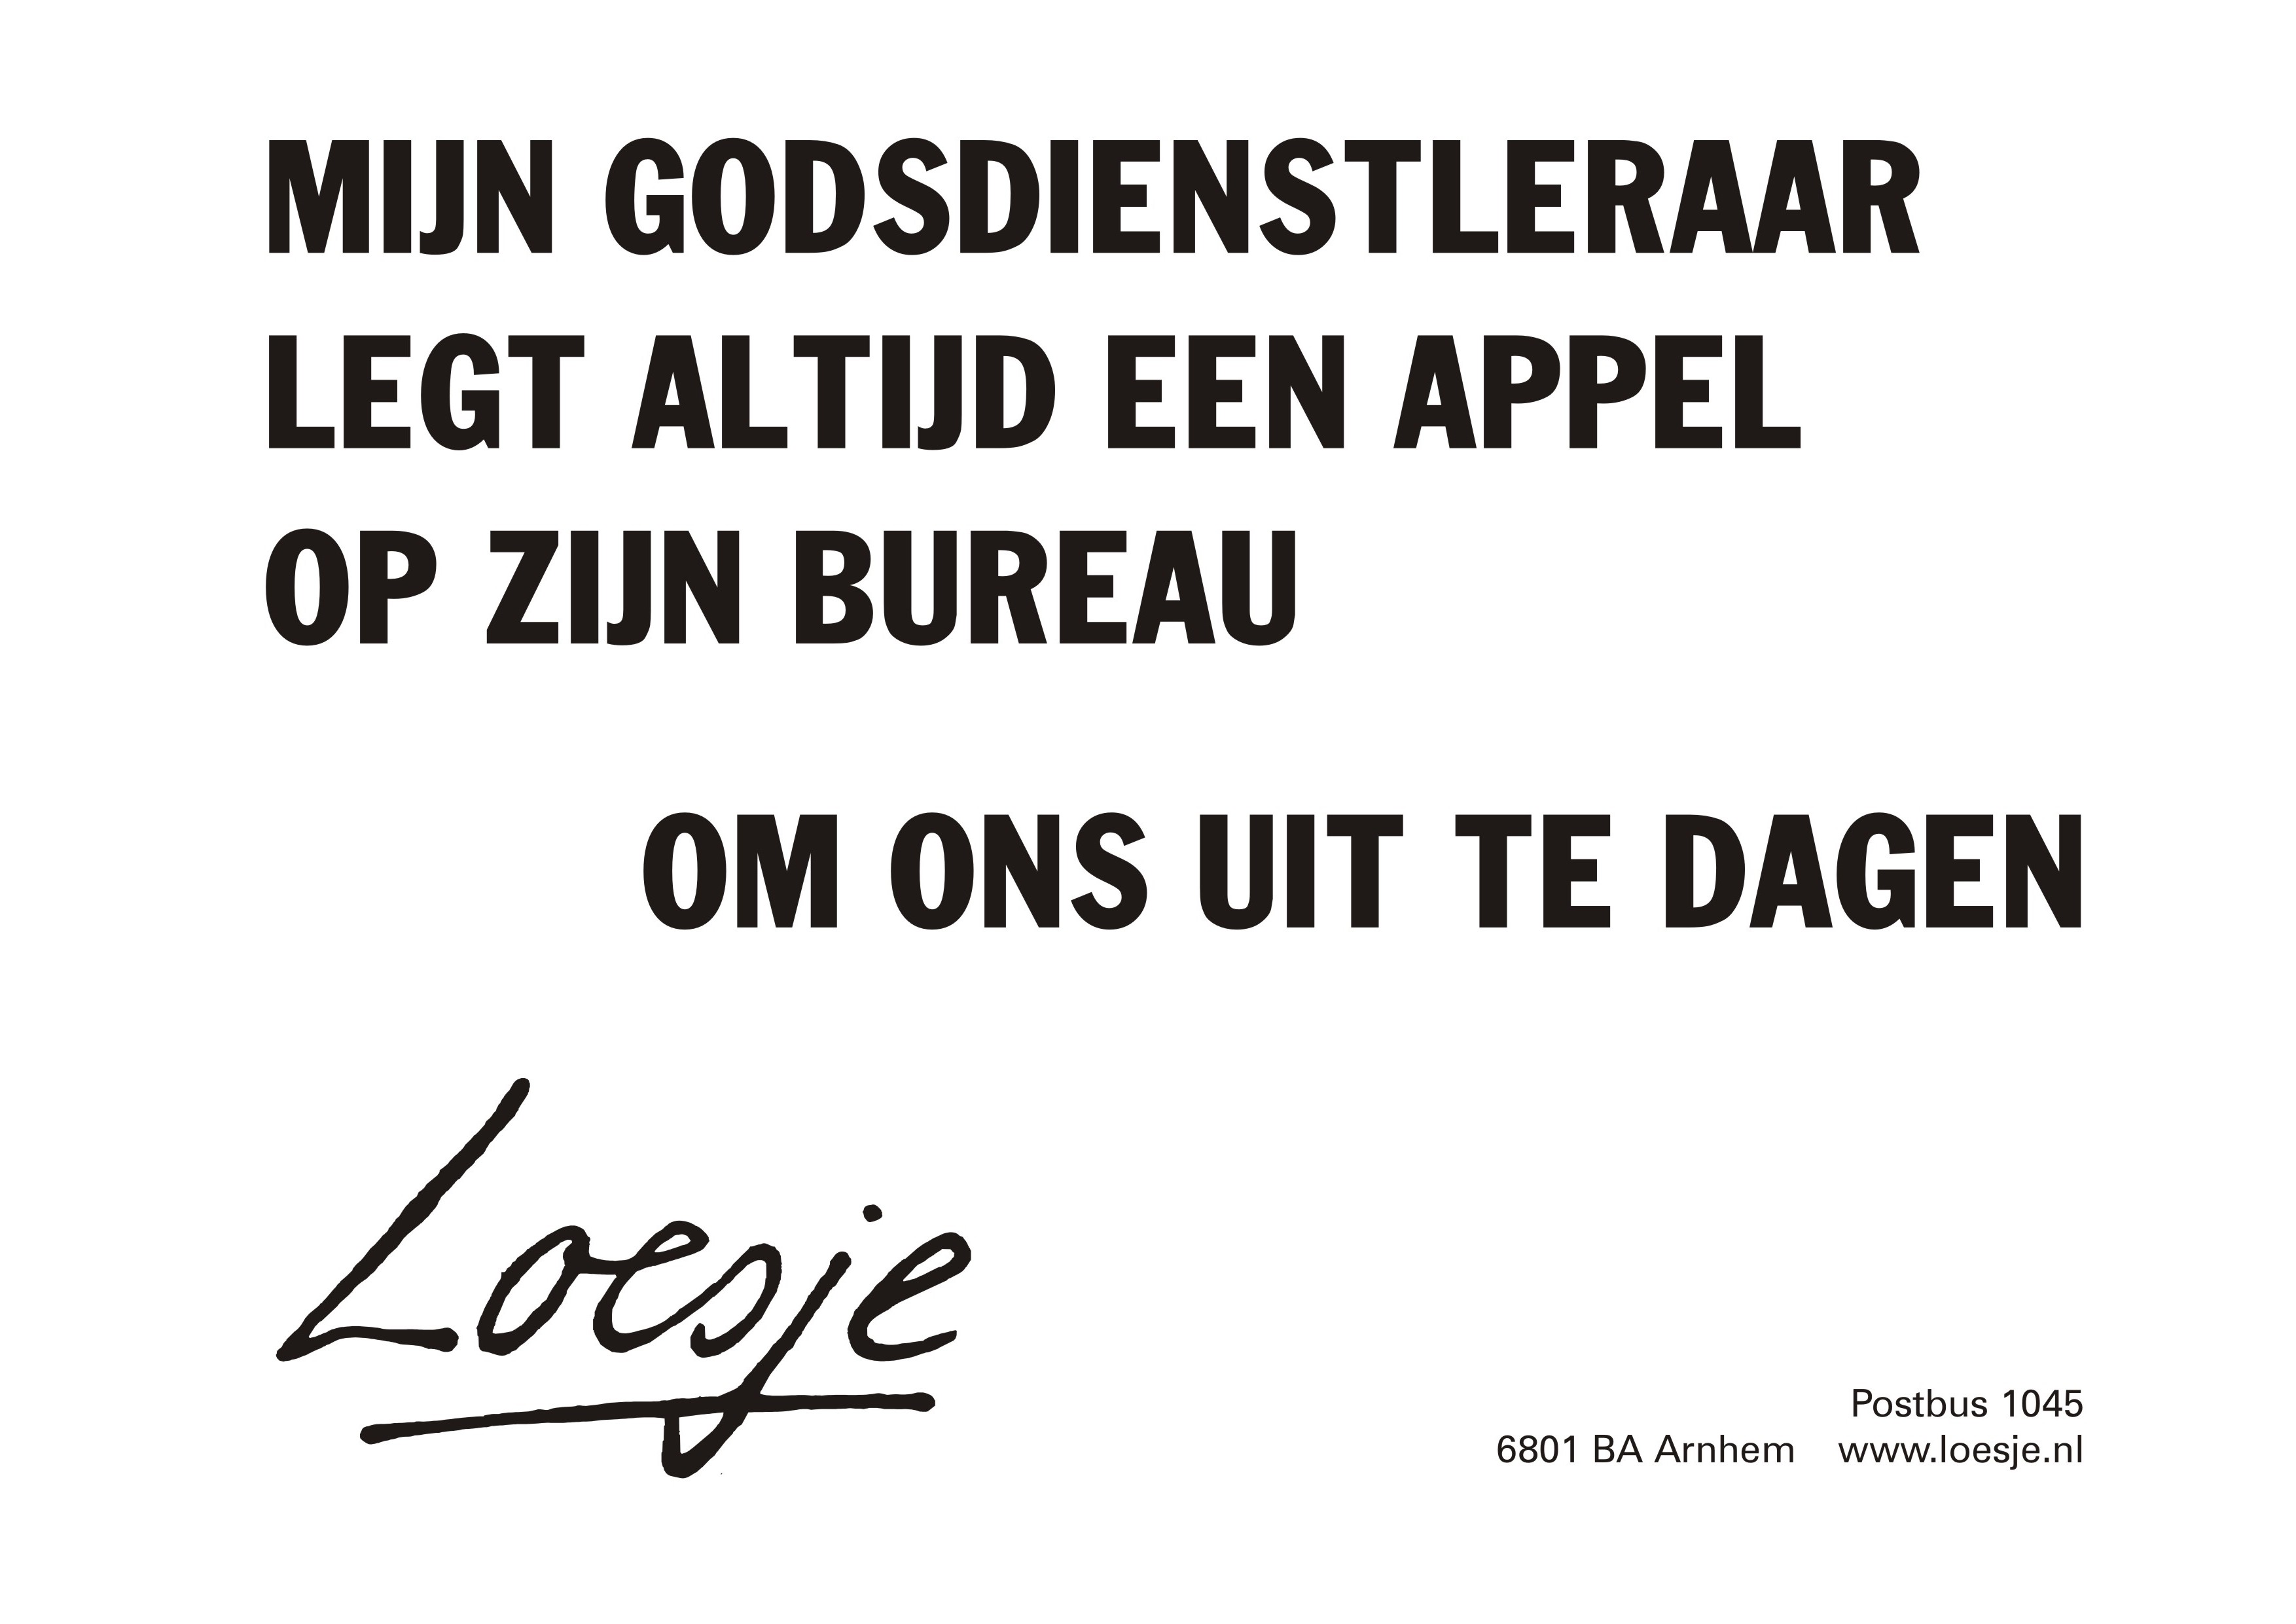 MIJN GODSDIENSTLERAAR
LEGT ALTIJD EEN APPEL
OP ZIJN BUREAU
OM ONS UIT TE DAGEN
Loesje
Postbus 1045
6801 BA Arnhem www.loesje.nl